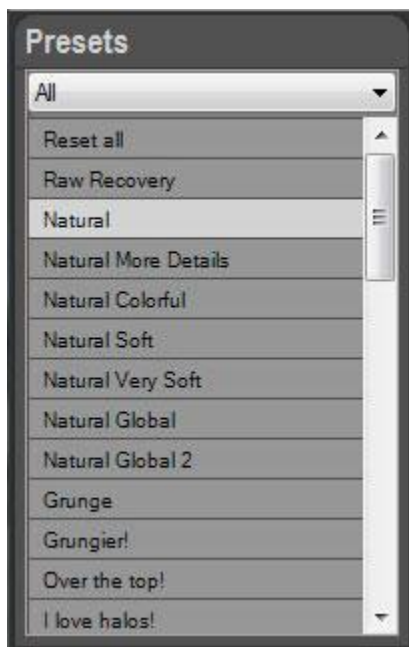 Presets
All
Reset all
Raw Recovery
Natural
Natural More Details
Natural Colorful
Natural Soft
Natural Very Soft
Natural Global
Natural Global 2
Grunge
Grungier!
Over the top!
I love halos!